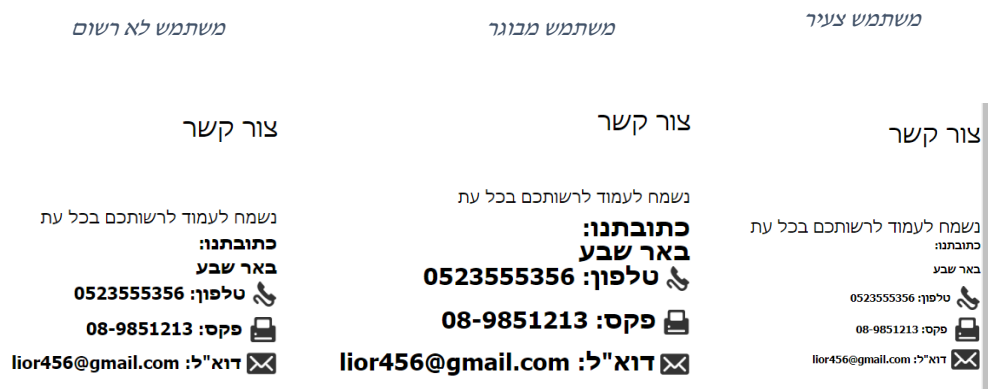 משתמש צעיר
צור קשר
נשמח לעמוד לרשותכם בכל עת
כתובתנו:
באר שבע
טלפון: 0523555356
פקס: 08-9851213
דוא"ל: lior456@gmail.com
משתמש מבוגר
צור קשר
נשמח לעמוד לרשותכם בכל עת
כתובתנו:
באר שבע
טלפון: 0523555356
פקס: 08-9851213
דוא"ל: lior456@gmail.com
משתמש לא רשום
צור קשר
נשמח לעמוד לרשותכם בכל עת
כתובתנו:
באר שבע
טלפון: 0523555356
פקס: 08-9851213
דוא"ל: lior456@gmail.com